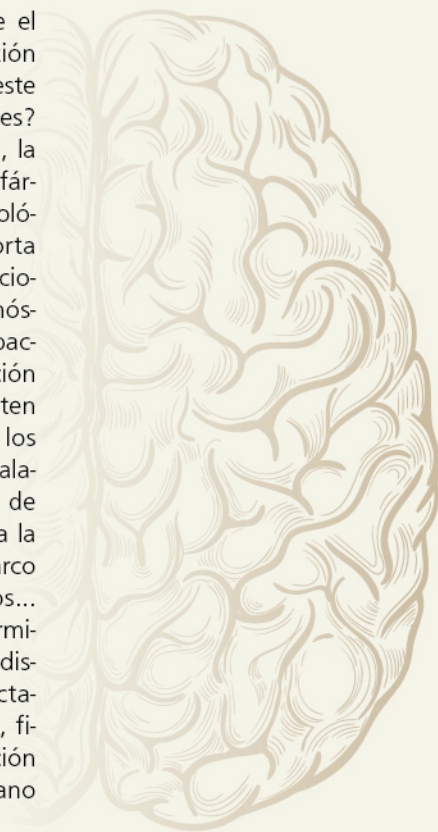 e el
ción
este
es?
, la
fár-
oló-
orta
cio-
nós-
pac-
ción
ten
los
ala-
de
a la
arco
os...
rmi-
dis-
cta-
, fi-
ción
ano